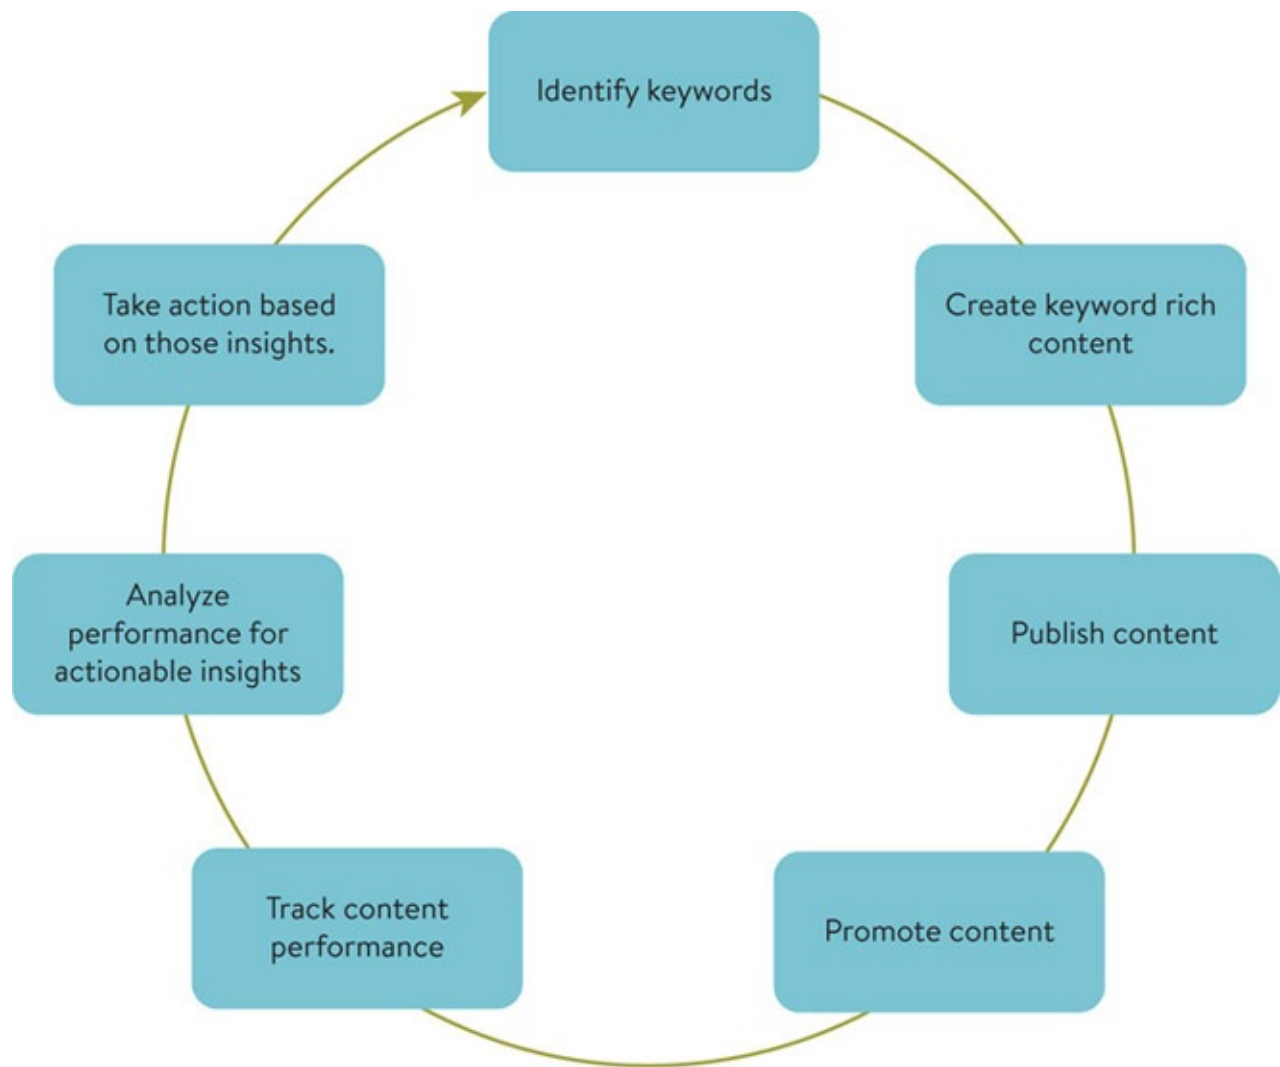 Identify keywords
Create keyword rich
content
Publish content
Promote content
Track content
performance
Analyze
performance for
actionable insights
Take action based
on those insights.